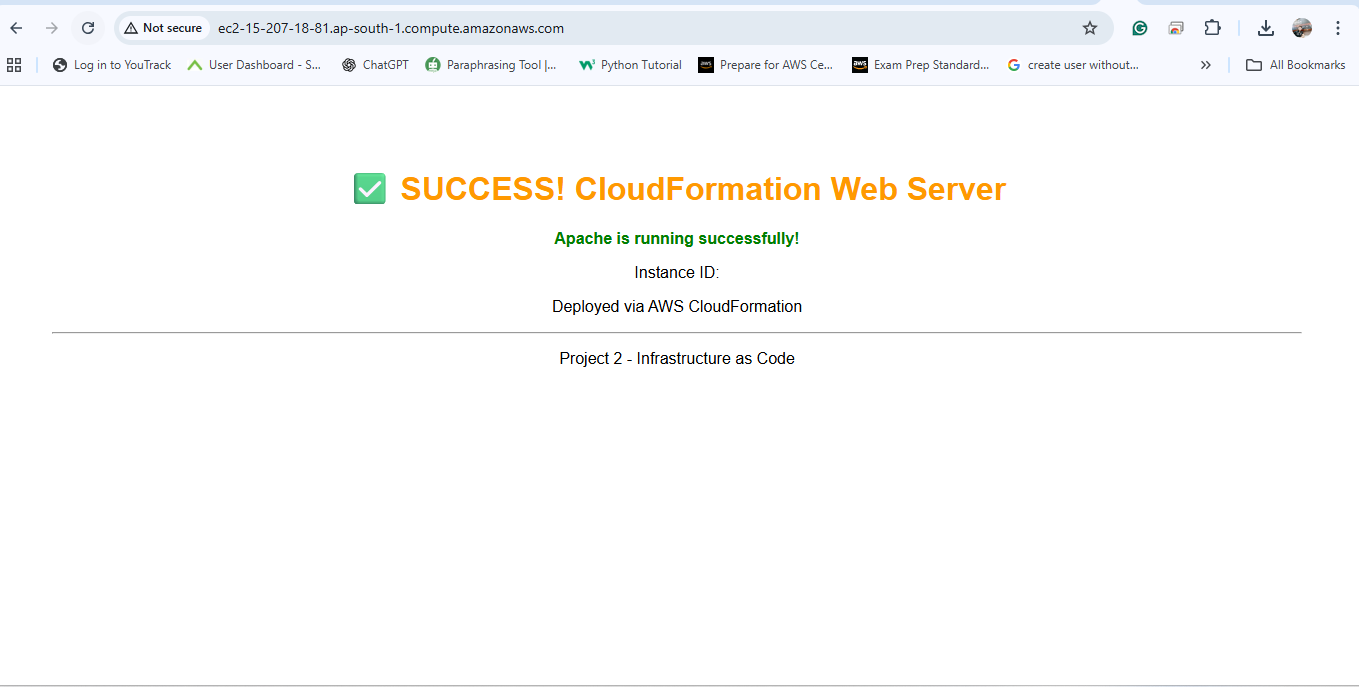 Not secure ec2-15-207-18-81.ap-south-1.compute.amazonaws.com
Log in to YouTrack User Dashboard - S... ChatGPT Paraphrasing Tool |... Python Tutorial aws Prepare for AWS Ce... aws Exam Prep Standard... create user without... All Bookmarks
SUCCESS! CloudFormation Web Server
Apache is running successfully!
Instance ID:
Deployed via AWS CloudFormation
Project 2 - Infrastructure as Code